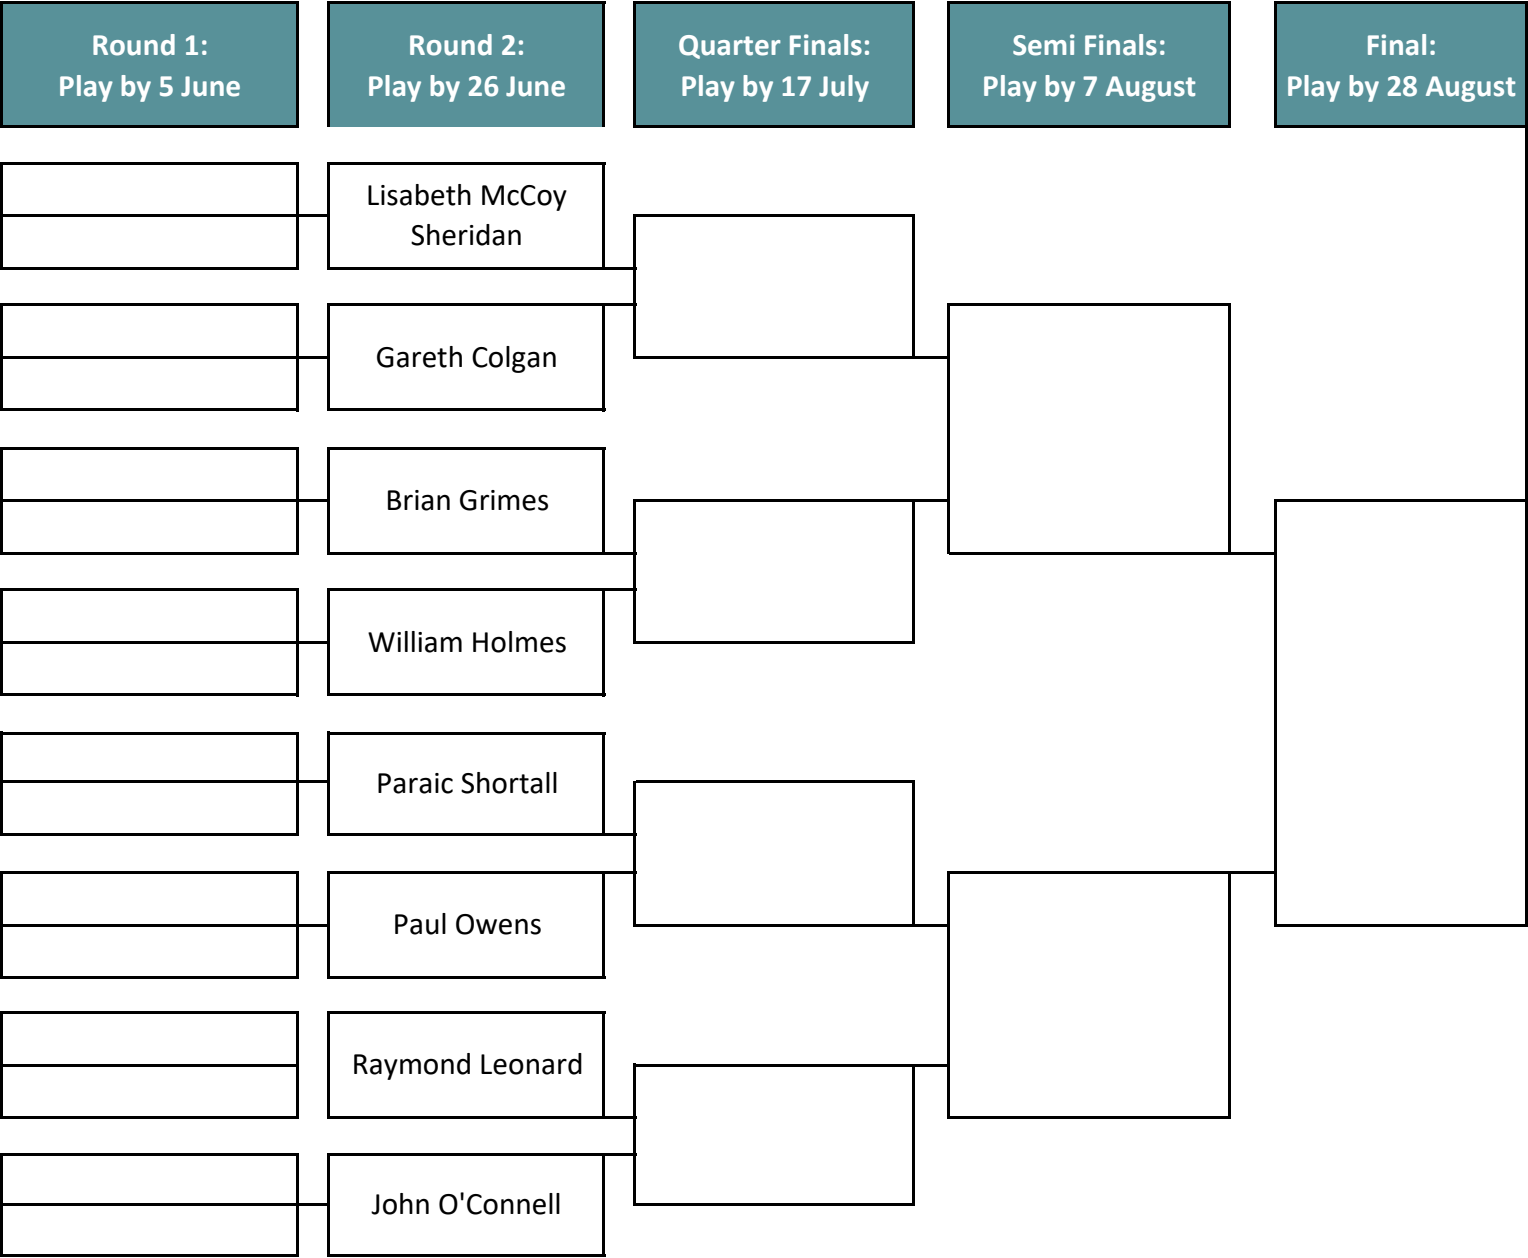 Round 1:
Play by 5 June
Round 2:
Play by 26 June
Quarter Finals:
Play by 17 July
Semi Finals:
Play by 7 August
Final:
Play by 28 August
Lisabeth McCoy
Sheridan
Gareth Colgan
Brian Grimes
William Holmes
Paraic Shortall
Paul Owens
Raymond Leonard
John O'Connell